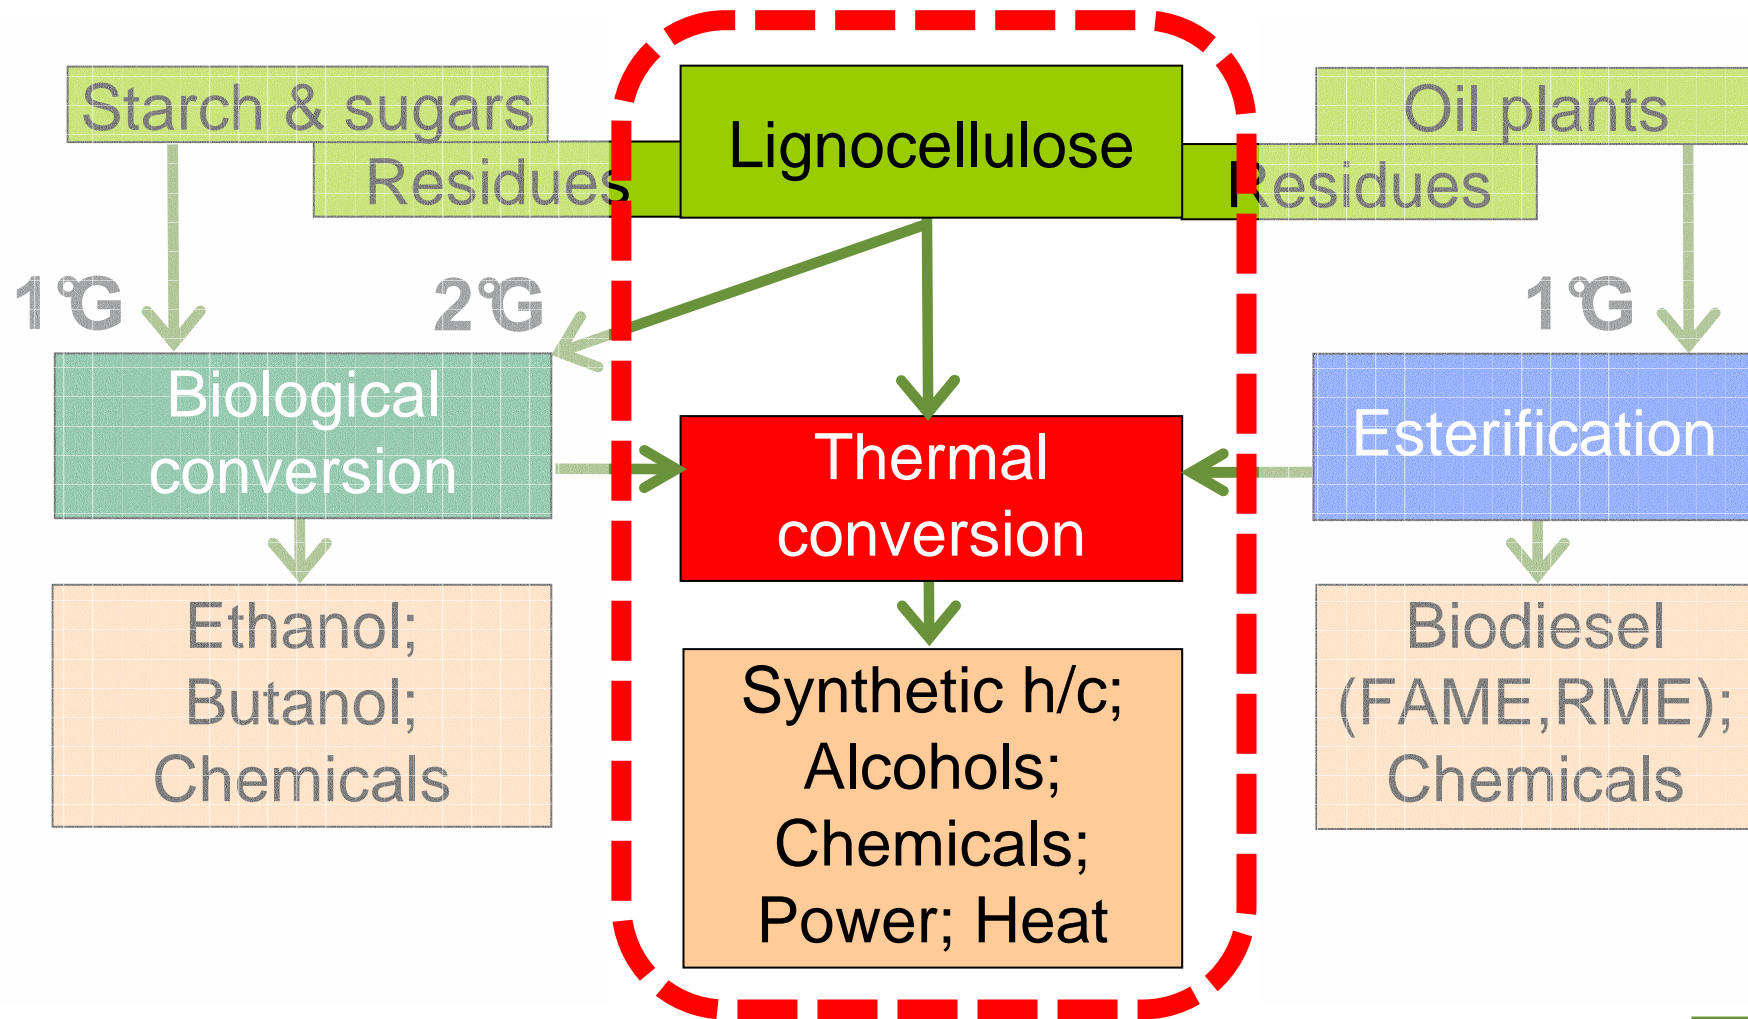 Starch & sugars
Residues
Lignocellulose
Residues
Oil plants
1°G
2°G
1°G
Biological
conversion
Thermal
conversion
Esterification
Ethanol;
Butanol;
Chemicals
Synthetic h/c;
Alcohols;
Chemicals;
Power; Heat
Biodiesel
(FAME,RME);
Chemicals